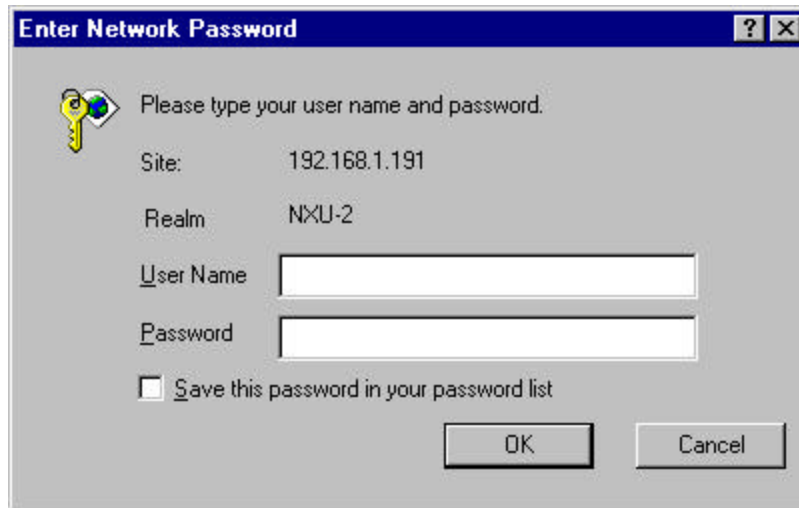 Enter Network Password
Please type your user name and password.
Site: 192.168.1.191
Realm NXU-2
User Name
Password
Save this password in your password list
OK Cancel